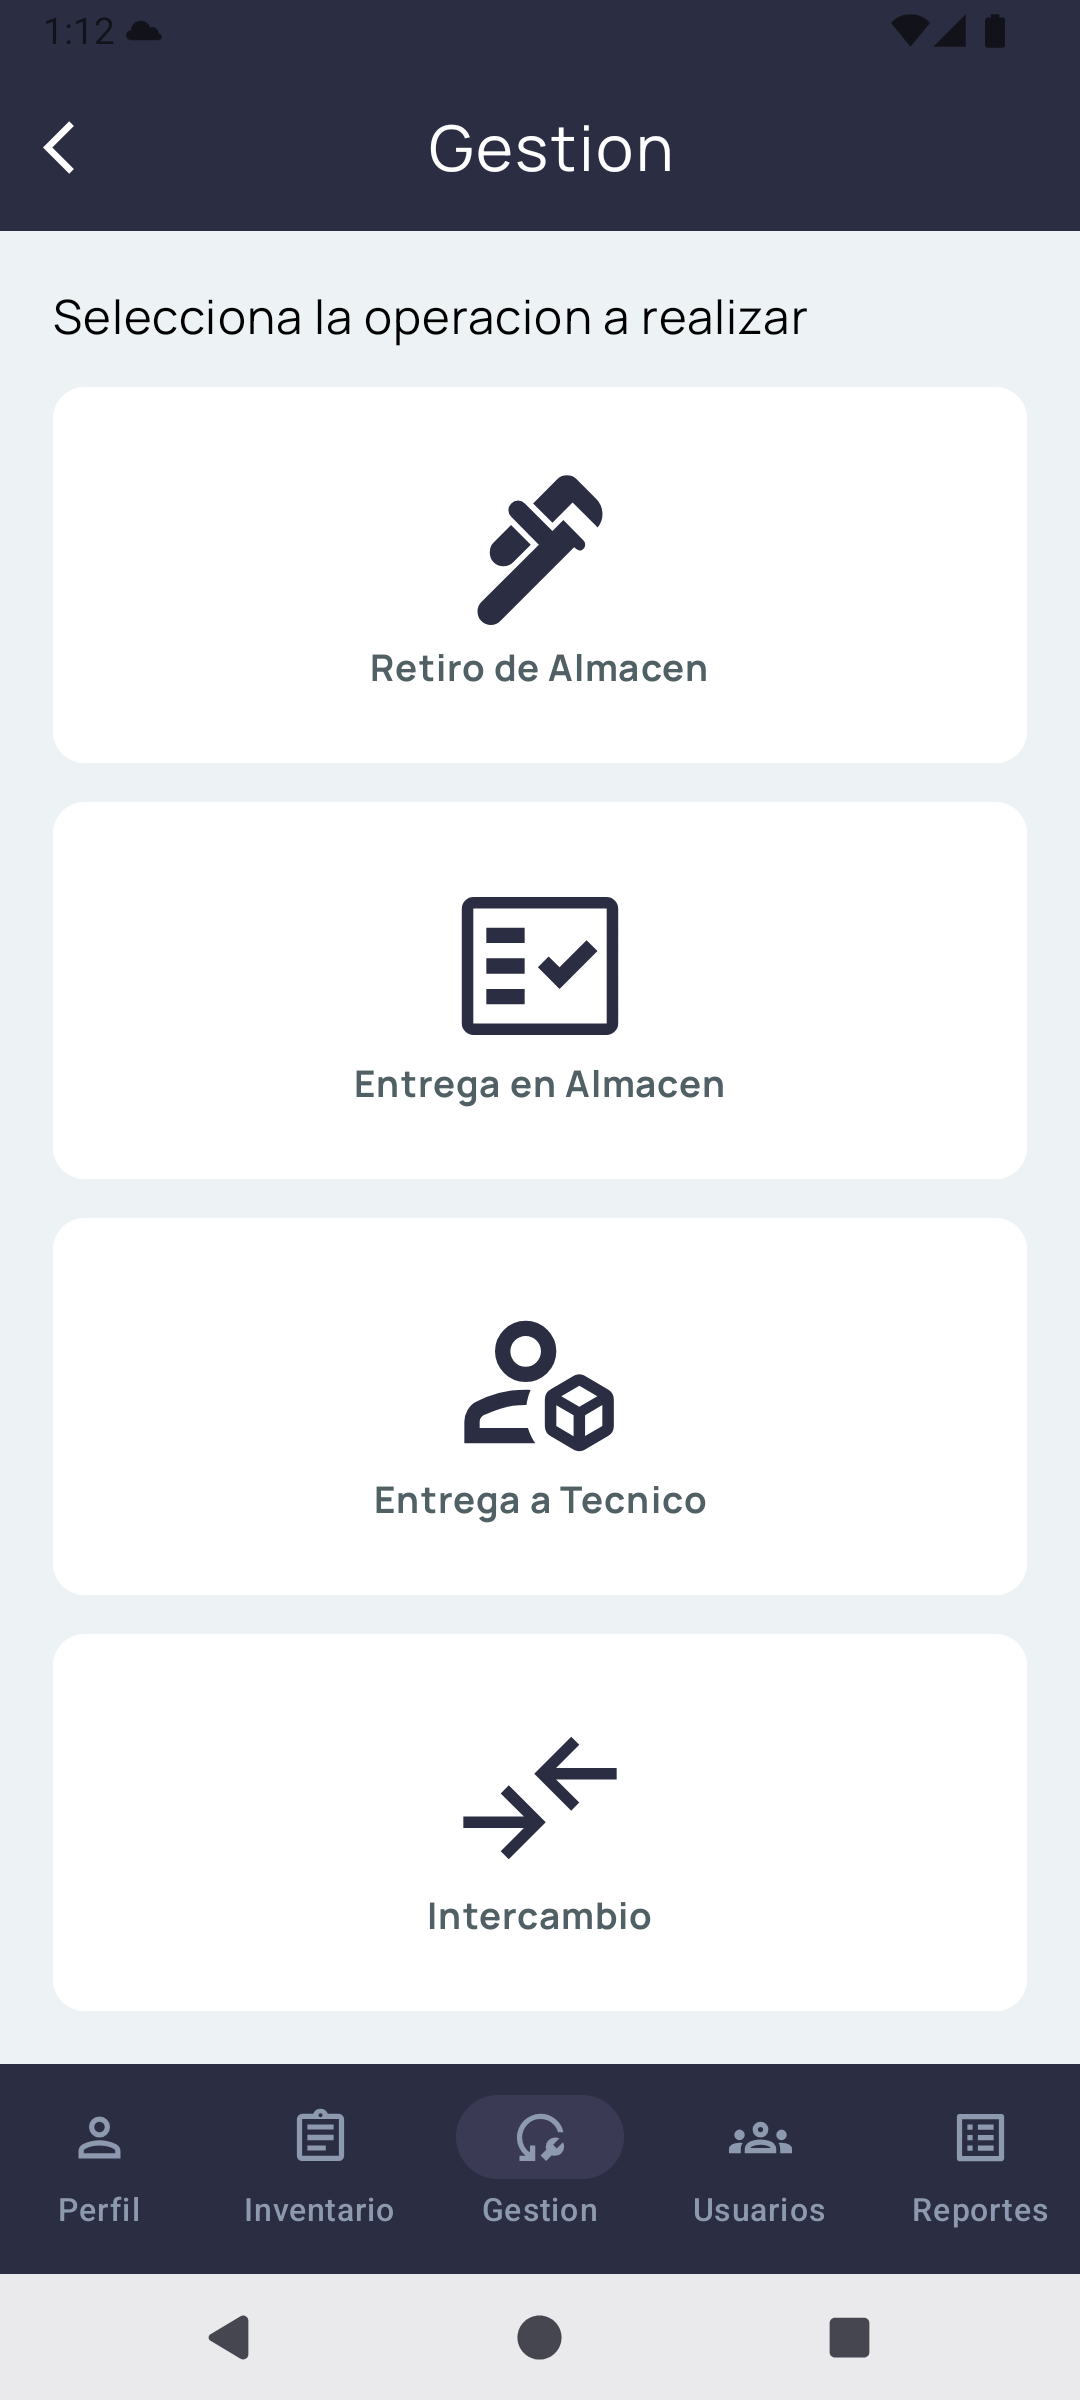 1:12
Gestion
Selecciona la operacion a realizar
Retiro de Almacen
Entrega en Almacen
Entrega a Tecnico
Intercambio
Perfil
Inventario
Gestion
Usuarios
Reportes